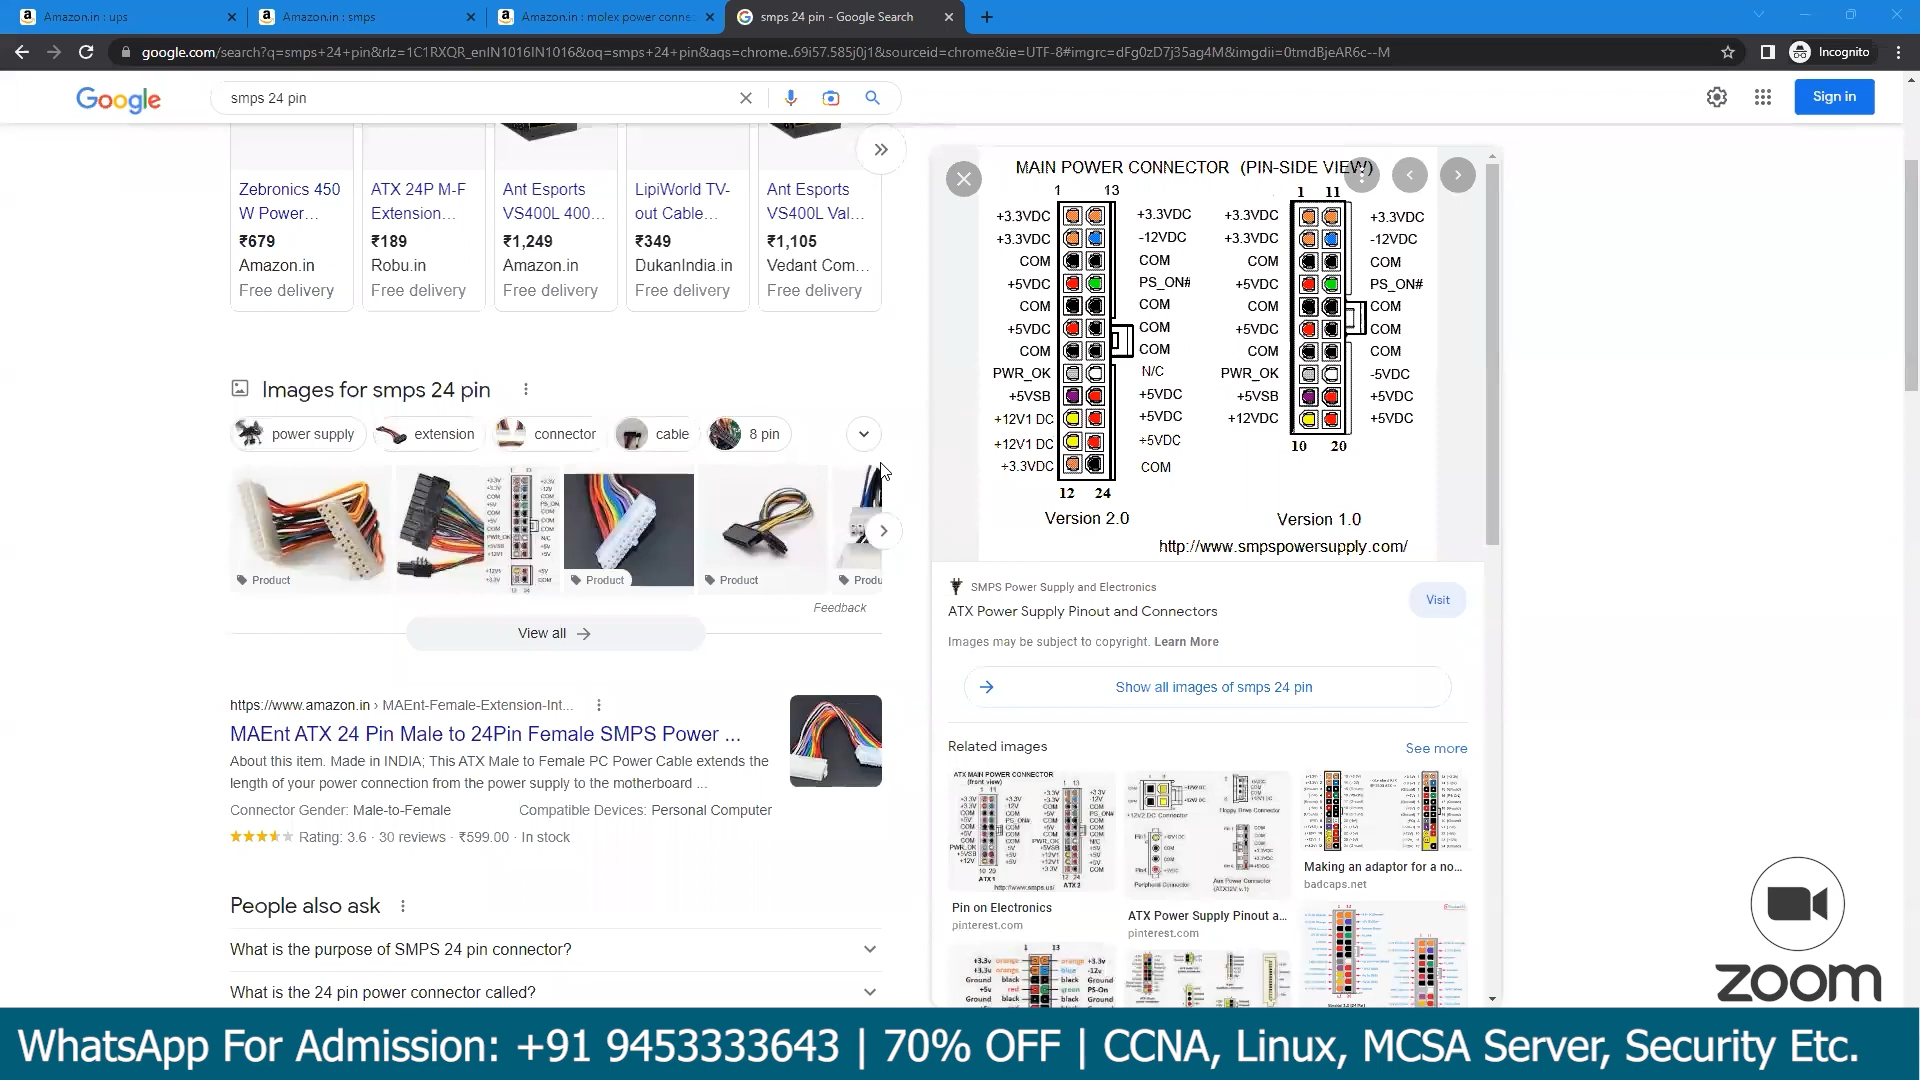 Amazon.in : ups
Amazon.in : smps
Amazon.in : molex power conne
smps 24 pin - Google Search
google.com/search?q=smps+24+pin&rlz=1C1RXQR_enIN1016IN1016&oq=smps+24+pin&aqs=chrome..69i57.585j0j1&sourceid=chrome&ie=UTF-8#imgrc=dFg0zD7j35ag4M&imgdii=0tmdBjeAR6c--M
Incognito
Google
smps 24 pin
Sign in
Zebronics 450 W Power...
₹679
Amazon.in
Free delivery
ATX 24P M-F Extension...
₹189
Robu.in
Free delivery
Ant Esports VS400L 400...
₹1,249
Amazon.in
Free delivery
LipiWorld TV-out Cable...
₹349
DukanIndia.in
Free delivery
Ant Esports VS400L Val...
₹1,105
Vedant Com...
Free delivery
Images for smps 24 pin
power supply
extension
connector
cable
8 pin
Product
Product
Product
Produ
Feedback
View all
https://www.amazon.in › MAEnt-Female-Extension-Int...
MAEnt ATX 24 Pin Male to 24Pin Female SMPS Power ...
About this item. Made in INDIA; This ATX Male to Female PC Power Cable extends the
length of your power connection from the power supply to the motherboard ...
Connector Gender: Male-to-Female
Compatible Devices: Personal Computer
Rating: 3.6 · 30 reviews · ₹599.00 · In stock
People also ask
What is the purpose of SMPS 24 pin connector?
What is the 24 pin power connector called?
MAIN POWER CONNECTOR (PIN-SIDE VIEW)
1 13
+3.3VDC +3.3VDC
+3.3VDC -12VDC
COM COM
+5VDC PS_ON#
COM COM
+5VDC COM
COM COM
PWR_OK N/C
+5VSB +5VDC
+12V1 DC +5VDC
+12V1 DC +5VDC
+3.3VDC COM
12 24
Version 2.0
1 11
+3.3VDC +3.3VDC
+3.3VDC -12VDC
COM COM
+5VDC PS_ON#
COM COM
+5VDC COM
COM COM
PWR_OK -5VDC
+5VSB +5VDC
+12VDC +5VDC
10 20
Version 1.0
http://www.smpspowersupply.com/
SMPS Power Supply and Electronics
ATX Power Supply Pinout and Connectors
Visit
Images may be subject to copyright. Learn More
Show all images of smps 24 pin
Related images
See more
ATX MAIN POWER CONNECTOR
Pin on Electronics
pinterest.com
ATX Power Supply Pinout a...
pinterest.com
Making an adaptor for a no...
badcaps.net
zoom
WhatsApp For Admission: +91 9453333643 | 70% OFF | CCNA, Linux, MCSA Server, Security Etc.